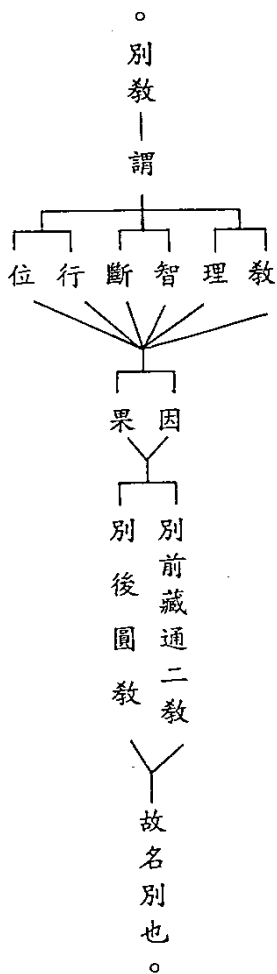 。別教
謂
教
理
智
斷
行
位
因
果
別前藏通二教
別後圓教
故名別也。